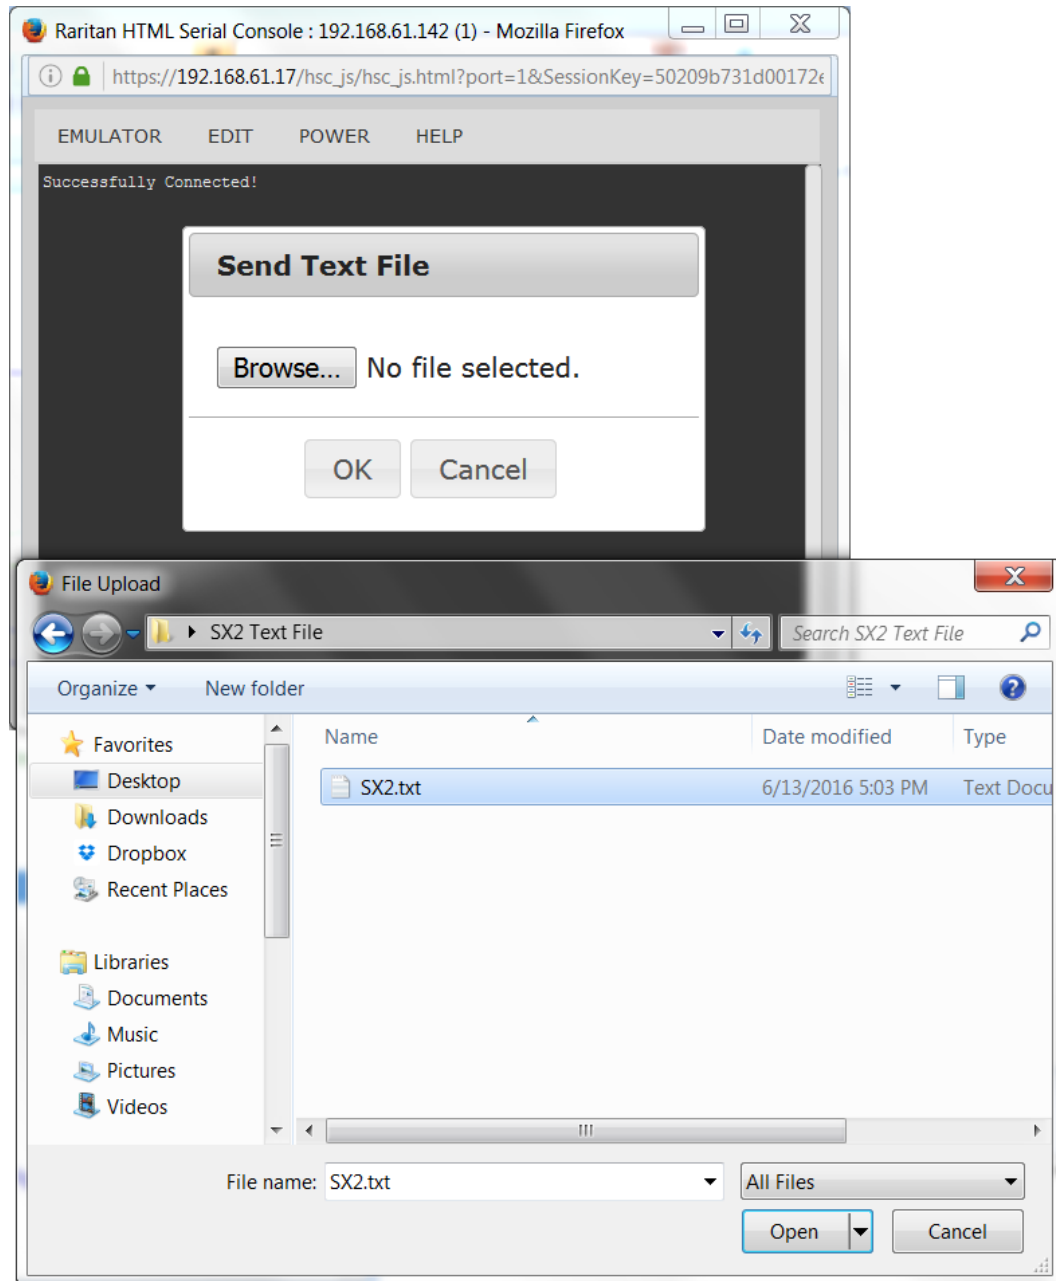 Raritan HTML Serial Console : 192.168.61.142 (1) - Mozilla Firefox
https://192.168.61.17/hsc_js/hsc_js.html?port=1&SessionKey=50209b731d00172e
EMULATOR EDIT POWER HELP
Successfully Connected!
Send Text File
Browse... No file selected.
OK Cancel
File Upload
SX2 Text File Search SX2 Text File
Organize New folder
Name Date modified Type
Favorites
SX2.txt 6/13/2016 5:03 PM Text Docu
Desktop
Downloads
Dropbox
Recent Places
Libraries
Documents
Music
Pictures
Videos
File name: SX2.txt All Files
Open Cancel